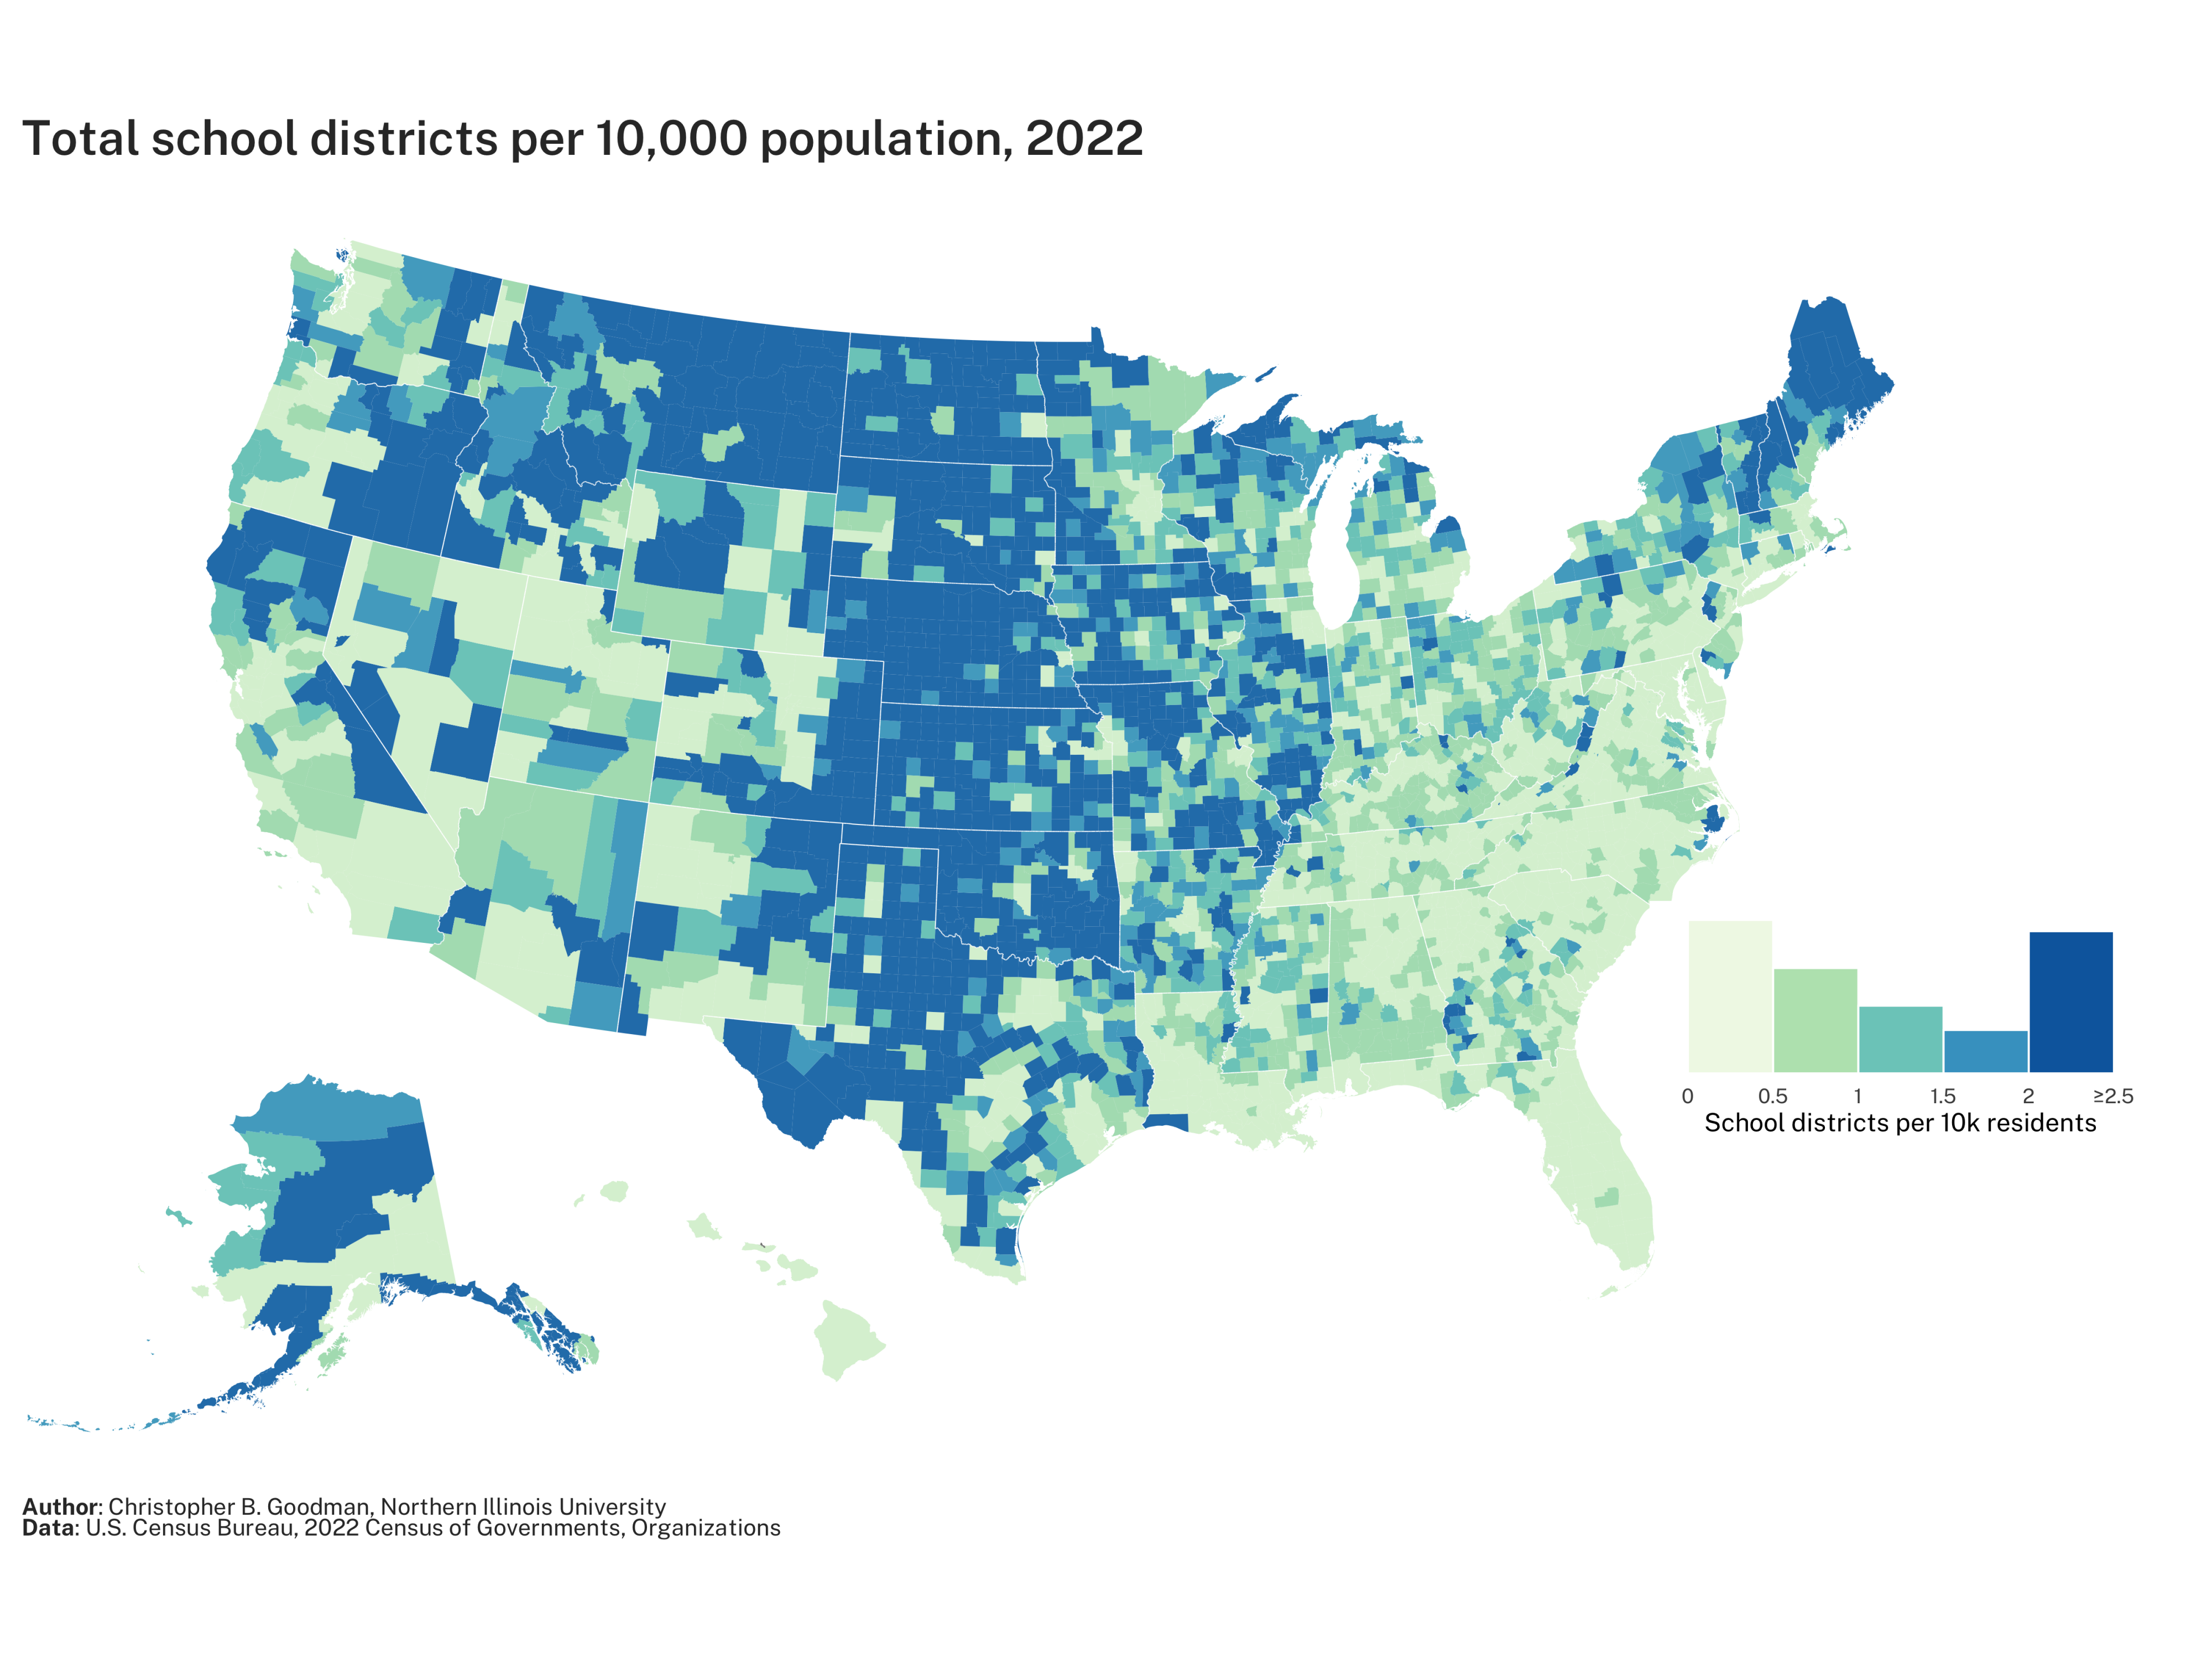 Total school districts per 10,000 population, 2022
0 0.5 1 1.5 2 ≥2.5
School districts per 10k residents
Author: Christopher B. Goodman, Northern Illinois University
Data: U.S. Census Bureau, 2022 Census of Governments, Organizations